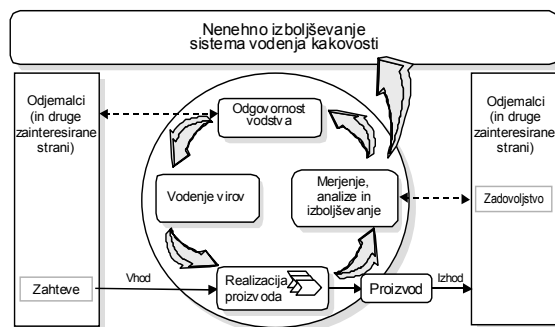 Nenehno izboljševanje
sistema vodenja kakovosti
Odjemalci
(in druge
zainteresirane
strani)
Odgovornost
vodstva
Odjemalci
(in druge
zainteresirane
strani)
Vodenje virov
Merjenje,
analize in
izboljševanje
Zadovoljstvo
Zahteve
Vhod
Realizacija
proizvoda
Proizvod
Izhod